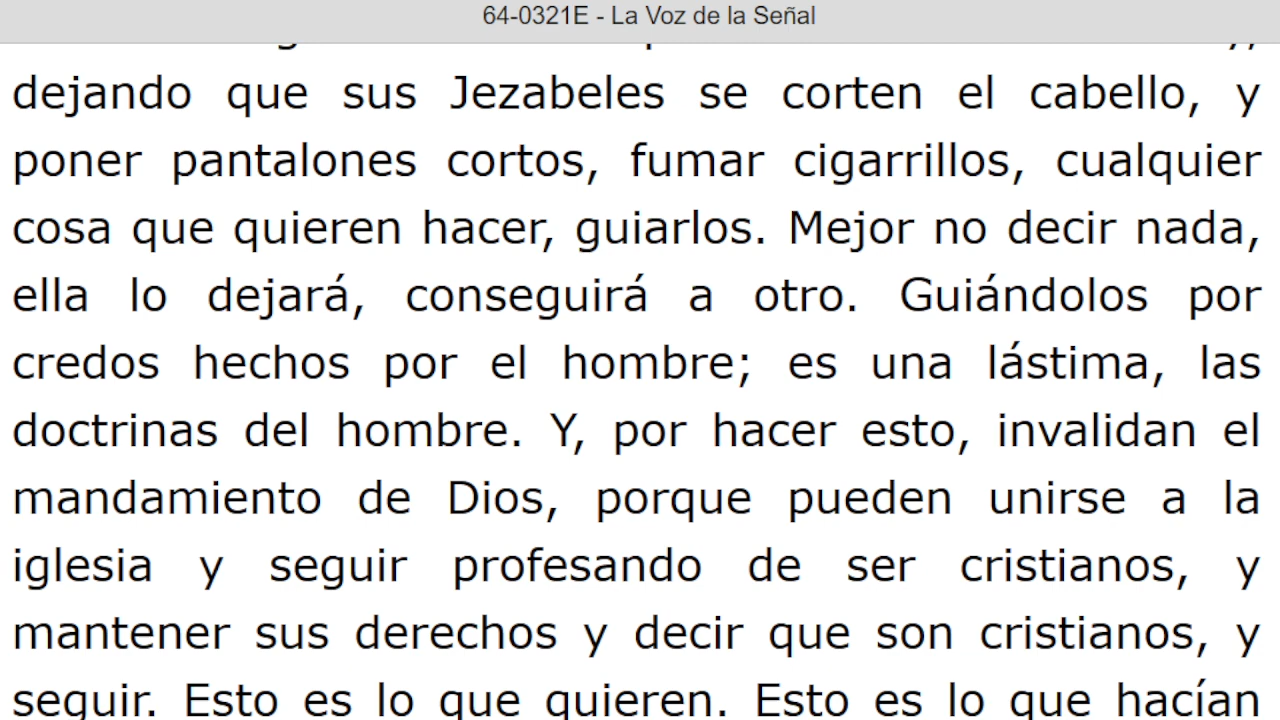 64-0321E - La Voz de la Señal
dejando que sus Jezabeles se corten el cabello, y
poner pantalones cortos, fumar cigarrillos, cualquier
cosa que quieren hacer, guiarlos. Mejor no decir nada,
ella lo dejará, conseguirá a otro. Guiándolos por
credos hechos por el hombre; es una lástima, las
doctrinas del hombre. Y, por hacer esto, invalidan el
mandamiento de Dios, porque pueden unirse a la
iglesia y seguir profesando de ser cristianos, y
mantener sus derechos y decir que son cristianos, y
seguir. Esto es lo que quieren. Esto es lo que hacían